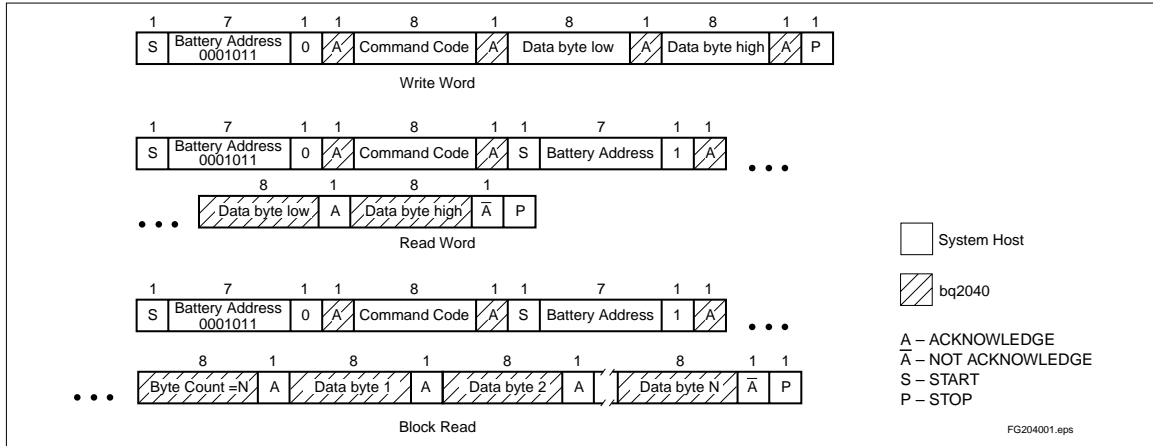 1 7 1 1 8 1 8 1 8 1 1
S Battery Address 0001011 0 A Command Code A Data byte low A Data byte high A P
Write Word
1 7 1 1 8 1 1 7 1 1
S Battery Address 0001011 0 A Command Code A S Battery Address 1 A • • •
8 1 8 1
• • • Data byte low A Data byte high A̅ P
Read Word
System Host
bq2040
1 7 1 1 8 1 1 7 1 1
S Battery Address 0001011 0 A Command Code A S Battery Address 1 A • • •
8 1 8 1 8 1 8 1 1
• • • Byte Count =N A Data byte 1 A Data byte 2 A Data byte N A̅ P
Block Read
A – ACKNOWLEDGE
A̅ – NOT ACKNOWLEDGE
S – START
P – STOP
FG204001.eps